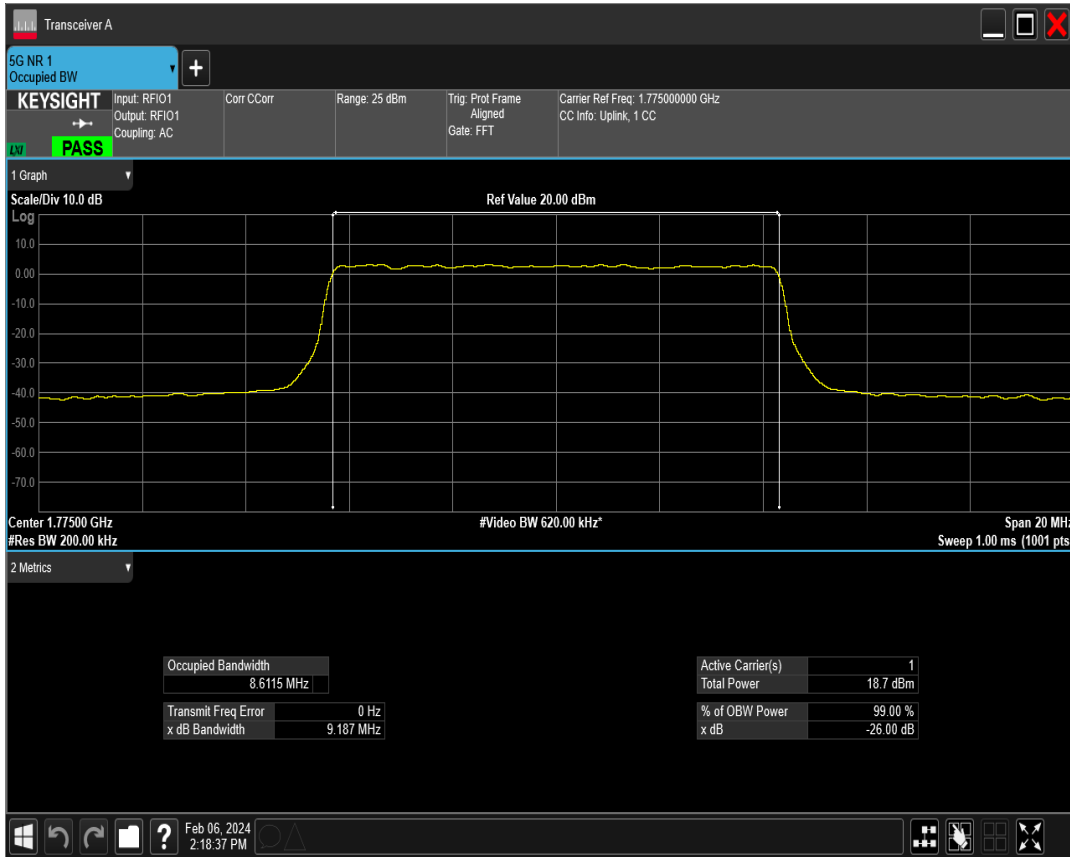 Transceiver A
5G NR 1
Occupied BW
KEYSIGHT
LXI
PASS
Input: RFIO1
Output: RFIO1
Coupling: AC
Corr CCorr
Range: 25 dBm
Trig: Prot Frame
Aligned
Gate: FFT
Carrier Ref Freq: 1.775000000 GHz
CC Info: Uplink, 1 CC
1 Graph
Scale/Div 10.0 dB
Ref Value 20.00 dBm
Log
10.0
0.00
-10.0
-20.0
-30.0
-40.0
-50.0
-60.0
-70.0
Center 1.77500 GHz
#Video BW 620.00 kHz*
Span 20 MHz
#Res BW 200.00 kHz
Sweep 1.00 ms (1001 pts
2 Metrics
Occupied Bandwidth
8.6115 MHz
Transmit Freq Error 0 Hz
x dB Bandwidth 9.187 MHz
Active Carrier(s) 1
Total Power 18.7 dBm
% of OBW Power 99.00 %
x dB -26.00 dB
?
Feb 06, 2024
2:18:37 PM